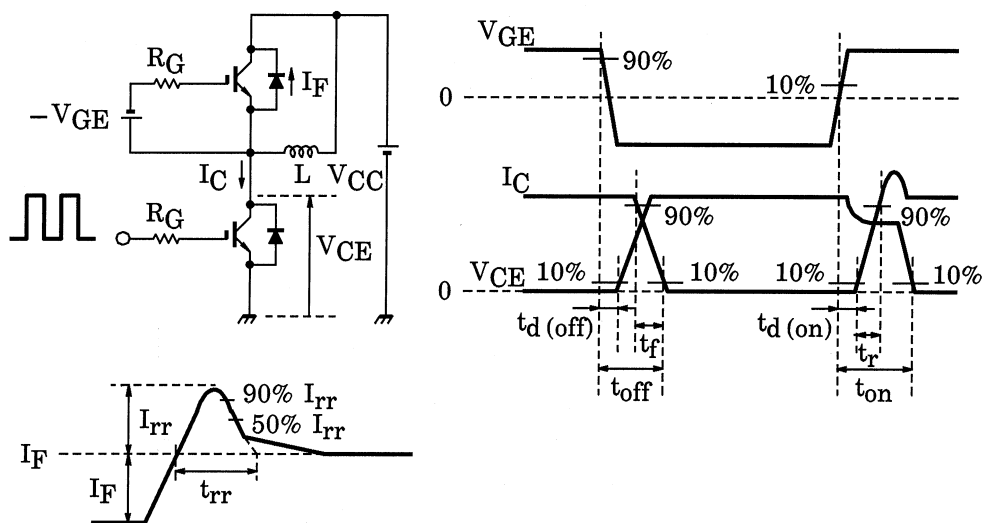 R_G
I_F
−V_GE
I_C
L
V_CC
R_G
V_CE
V_GE
90%
10%
0
I_C
90%
90%
V_CE
10%
10%
10%
10%
0
t_d (off)
t_f
t_d (on)
t_r
t_off
t_on
90% I_rr
I_rr
50% I_rr
I_F
I_F
t_rr